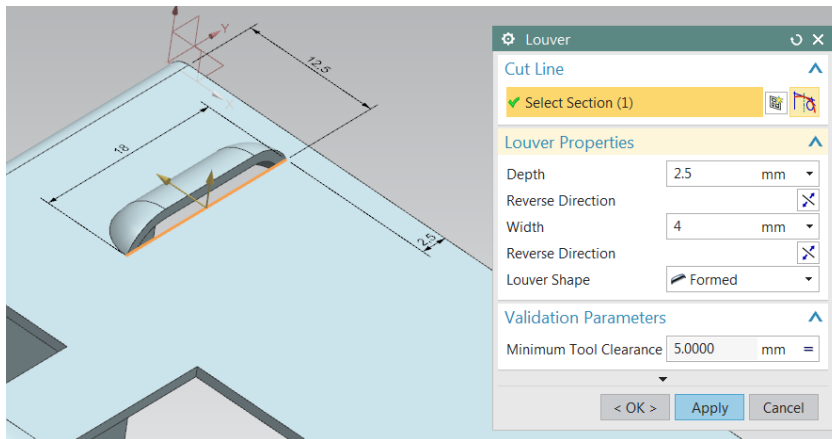 Y
X
12,5
18
2,5
Louver
Cut Line
Select Section (1)
Louver Properties
Depth 2.5 mm
Reverse Direction
Width 4 mm
Reverse Direction
Louver Shape Formed
Validation Parameters
Minimum Tool Clearance 5.0000 mm =
< OK > Apply Cancel